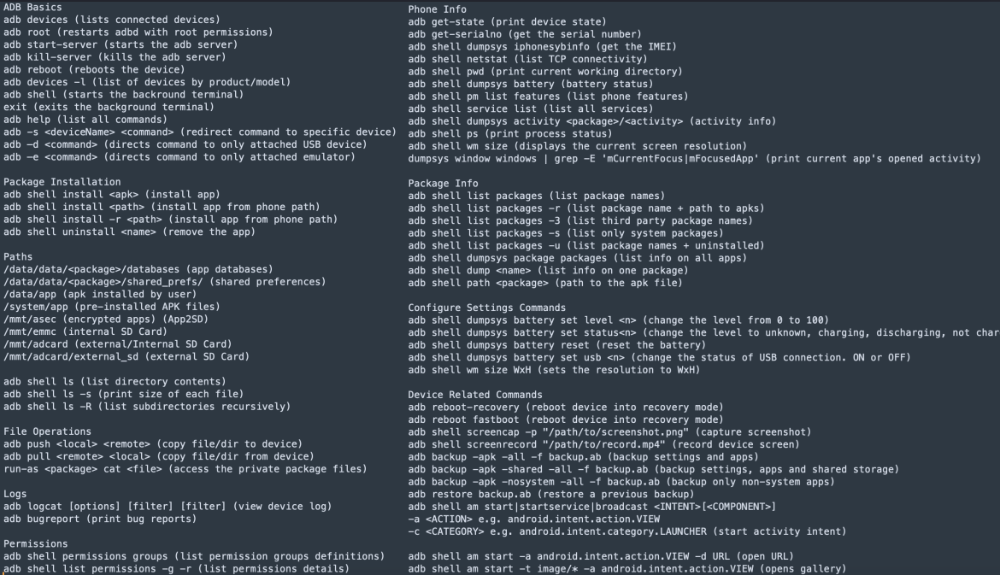 ADB Basics
adb devices (lists connected devices)
adb root (restarts adbd with root permissions)
adb start-server (starts the adb server)
adb kill-server (kills the adb server)
adb reboot (reboots the device)
adb devices -l (list of devices by product/model)
adb shell (starts the backround terminal)
exit (exits the background terminal)
adb help (list all commands)
adb -s <deviceName> <command> (redirect command to specific device)
adb –d <command> (directs command to only attached USB device)
adb –e <command> (directs command to only attached emulator)

Package Installation
adb shell install <apk> (install app)
adb shell install <path> (install app from phone path)
adb shell install -r <path> (install app from phone path)
adb shell uninstall <name> (remove the app)

Paths
/data/data/<package>/databases (app databases)
/data/data/<package>/shared_prefs/ (shared preferences)
/data/app (apk installed by user)
/system/app (pre-installed APK files)
/mmt/asec (encrypted apps) (App2SD)
/mmt/emmc (internal SD Card)
/mmt/adcard (external/Internal SD Card)
/mmt/adcard/external_sd (external SD Card)

adb shell ls (list directory contents)
adb shell ls -s (print size of each file)
adb shell ls -R (list subdirectories recursively)

File Operations
adb push <local> <remote> (copy file/dir to device)
adb pull <remote> <local> (copy file/dir from device)
run-as <package> cat <file> (access the private package files)

Logs
adb logcat [options] [filter] [filter] (view device log)
adb bugreport (print bug reports)

Permissions
adb shell permissions groups (list permission groups definitions)
adb shell list permissions -g -r (list permissions details)

Phone Info
adb get-state (print device state)
adb get-serialno (get the serial number)
adb shell dumpsys iphonesybinfo (get the IMEI)
adb shell netstat (list TCP connectivity)
adb shell pwd (print current working directory)
adb shell dumpsys battery (battery status)
adb shell pm list features (list phone features)
adb shell service list (list all services)
adb shell dumpsys activity <package>/<activity> (activity info)
adb shell ps (print process status)
adb shell wm size (displays the current screen resolution)
dumpsys window windows | grep -E 'mCurrentFocus|mFocusedApp' (print current app's opened activity)

Package Info
adb shell list packages (list package names)
adb shell list packages -r (list package name + path to apks)
adb shell list packages -3 (list third party package names)
adb shell list packages -s (list only system packages)
adb shell list packages -u (list package names + uninstalled)
adb shell dumpsys package packages (list info on all apps)
adb shell dump <name> (list info on one package)
adb shell path <package> (path to the apk file)

Configure Settings Commands
adb shell dumpsys battery set level <n> (change the level from 0 to 100)
adb shell dumpsys battery set status<n> (change the level to unknown, charging, discharging, not char
adb shell dumpsys battery reset (reset the battery)
adb shell dumpsys battery set usb <n> (change the status of USB connection. ON or OFF)
adb shell wm size WxH (sets the resolution to WxH)

Device Related Commands
adb reboot-recovery (reboot device into recovery mode)
adb reboot fastboot (reboot device into recovery mode)
adb shell screencap -p "/path/to/screenshot.png" (capture screenshot)
adb shell screenrecord "/path/to/record.mp4" (record device screen)
adb backup -apk -all -f backup.ab (backup settings and apps)
adb backup -apk -shared -all -f backup.ab (backup settings, apps and shared storage)
adb backup -apk -nosystem -all -f backup.ab (backup only non-system apps)
adb restore backup.ab (restore a previous backup)
adb shell am start|startservice|broadcast <INTENT>[<COMPONENT>]
-a <ACTION> e.g. android.intent.action.VIEW
-c <CATEGORY> e.g. android.intent.category.LAUNCHER (start activity intent)

adb shell am start -a android.intent.action.VIEW -d URL (open URL)
adb shell am start -t image/* -a android.intent.action.VIEW (opens gallery)